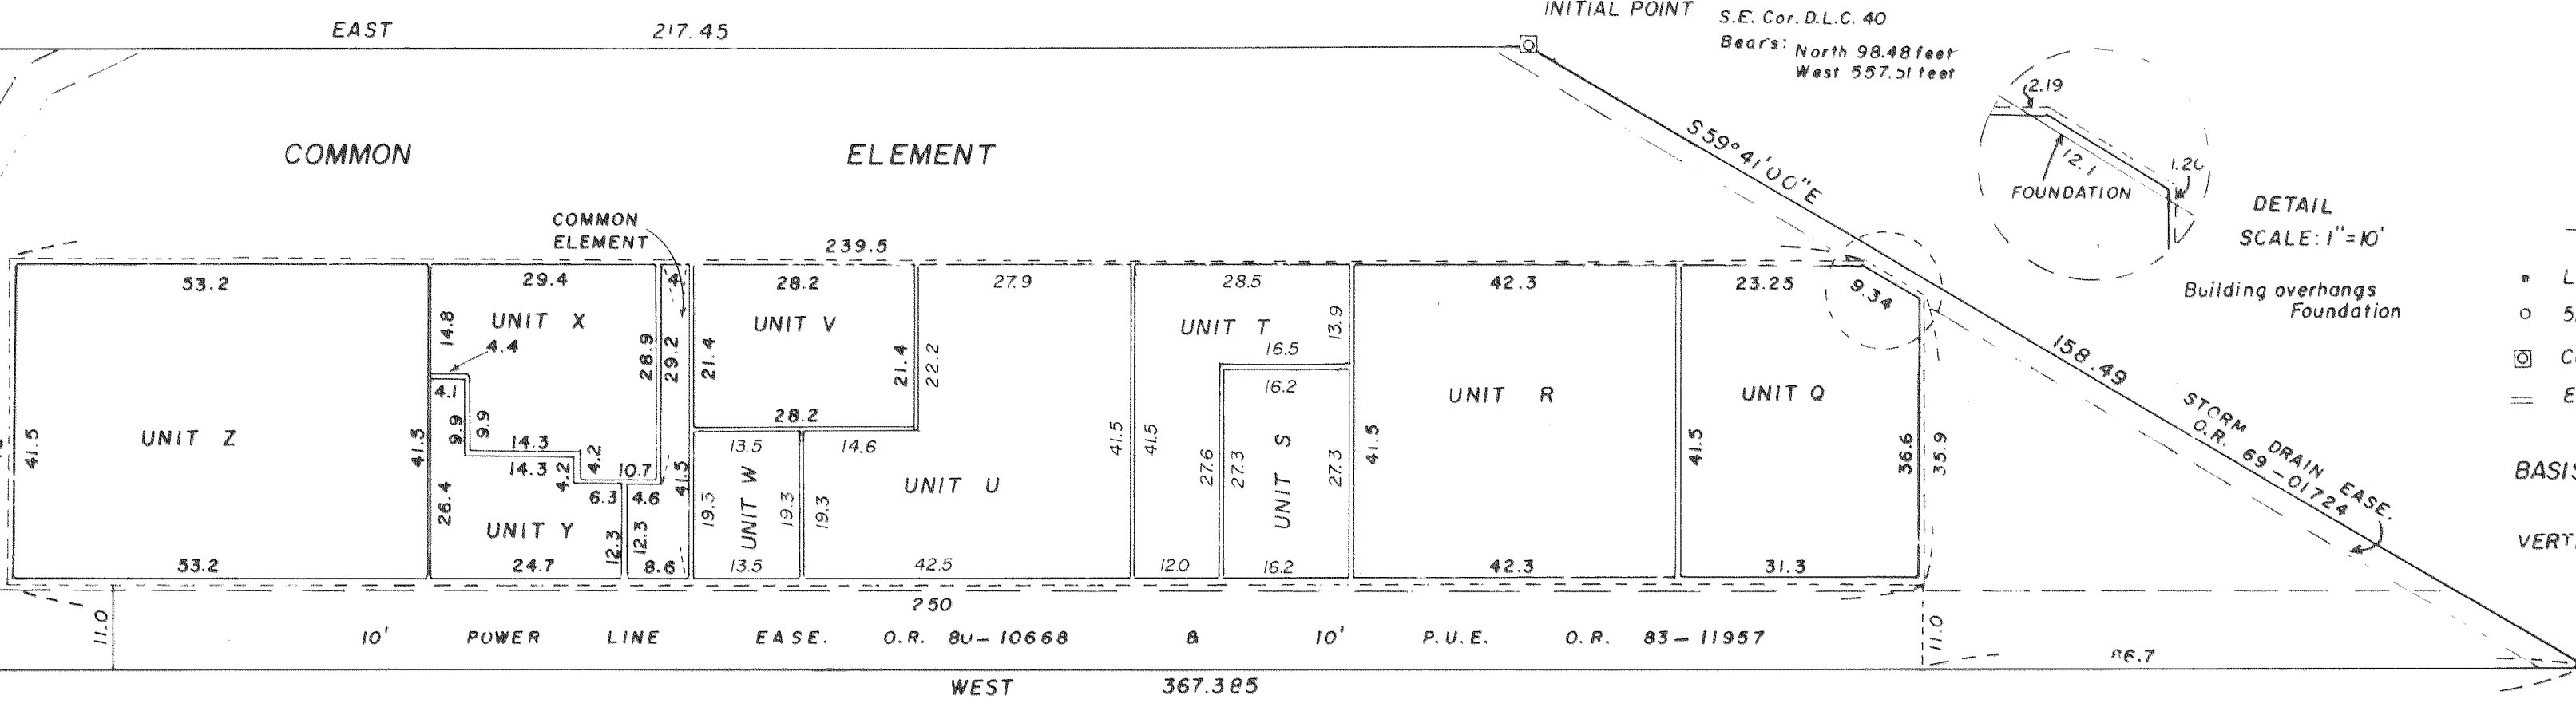 EAST 217.45
INITIAL POINT
S.E. Cor. D.L.C. 40
Bears: North 98.48 feet
West 557.51 feet
S59°41'00"E
2.19
12.1
FOUNDATION
DETAIL
SCALE: 1"=10'
Building overhangs
Foundation
COMMON ELEMENT
COMMON
ELEMENT
239.5
53.2
29.4
4
28.2
27.9
28.5
42.3
23.25
9.34
UNIT Z
41.5
41.5
53.2
UNIT X
14.8
4.4
4.1
9.9
9.9
14.3
14.3
4.2
4.2
10.7
6.3
4.6
28.9
29.2
26.4
UNIT Y
12.3
12.3
24.7
8.6
41.5
UNIT V
21.4
21.4
22.2
28.2
13.5
14.6
UNIT W
19.3
19.3
19.3
13.5
UNIT U
42.5
41.5
41.5
UNIT T
13.9
16.5
16.2
27.6
27.3
UNIT S
27.3
12.0
16.2
UNIT R
41.5
42.3
UNIT Q
41.5
36.6
35.9
31.3
158.49
STORM DRAIN EASE.
O.R. 69-01724
250
11.0
10' POWER LINE EASE. O.R. 80-10668 & 10' P.U.E. O.R. 83-11957
11.0
86.7
WEST 367.385